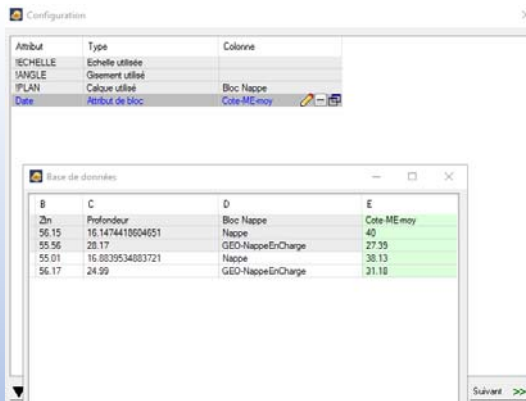 Configuration
Attribut Type Colonne
!ECHELLE Echelle utilisée
!ANGLE Gisement utilisé
!PLAN Calque utilisé Bloc Nappe
Date Attribut de bloc Cote-ME-moy
Base de données
B C D E
Ztn Profondeur Bloc Nappe Cote-ME-moy
56.15 16.1474418604651 Nappe 40
55.56 28.17 GEO-NappeEnCharge 27.39
55.01 16.8839534883721 Nappe 38.13
56.17 24.99 GEO-NappeEnCharge 31.18
Suivant >>